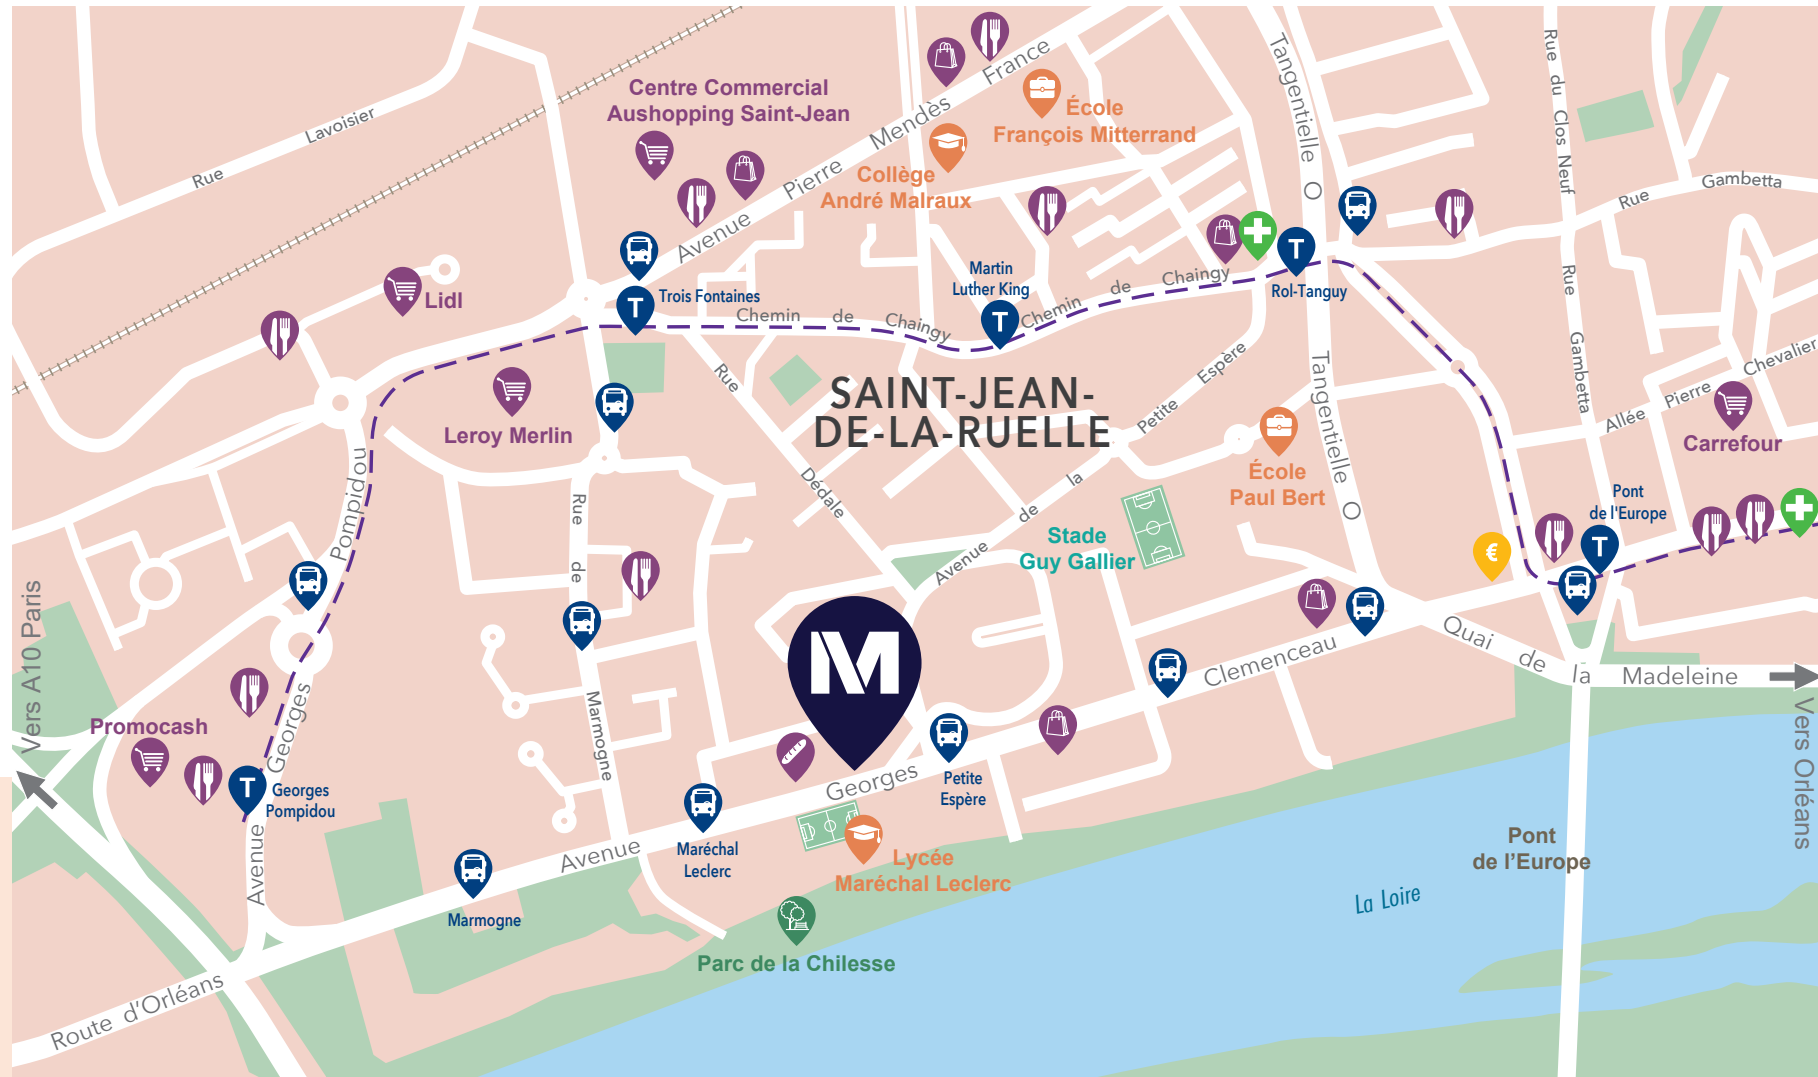 Centre Commercial
Aushopping Saint-Jean
Avenue Pierre Mendès France
École
François Mitterrand
Collège
André Malraux
Tangentielle O
Rue du Clos Neuf
Rue Lavoisier
Rue Gambetta
Lidl
T
Trois Fontaines
Martin
Luther King
T
T
Rol-Tanguy
Chemin de Chaingy
Chemin de Chaingy
Rue Gambetta
Leroy Merlin
SAINT-JEAN-
DE-LA-RUELLE
Rue Dédale
Avenue de la Petite Espère
Tangentielle O
Allée Pierre Chevalier
Carrefour
École
Paul Bert
Stade
Guy Gallier
€
Pont
de l'Europe
T
Avenue Georges Pompidou
Rue de Marmogne
Vers A10 Paris
M
Promocash
T
Georges
Pompidou
Petite
Espère
Maréchal
Leclerc
Marmogne
Avenue Georges Clemenceau
Quai de la Madeleine
Vers Orléans
Lycée
Maréchal Leclerc
Pont
de l’Europe
La Loire
Parc de la Chilesse
Route d’Orléans